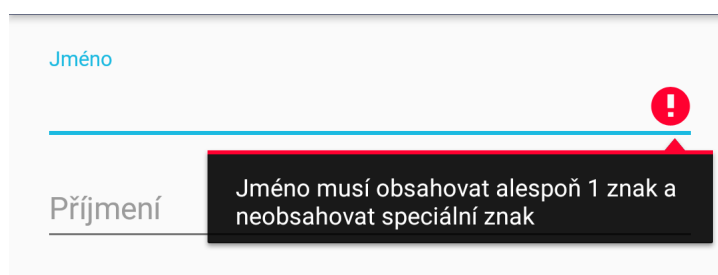 Jméno
Jméno musí obsahovat alespoň 1 znak a
neobsahovat speciální znak
Příjmení